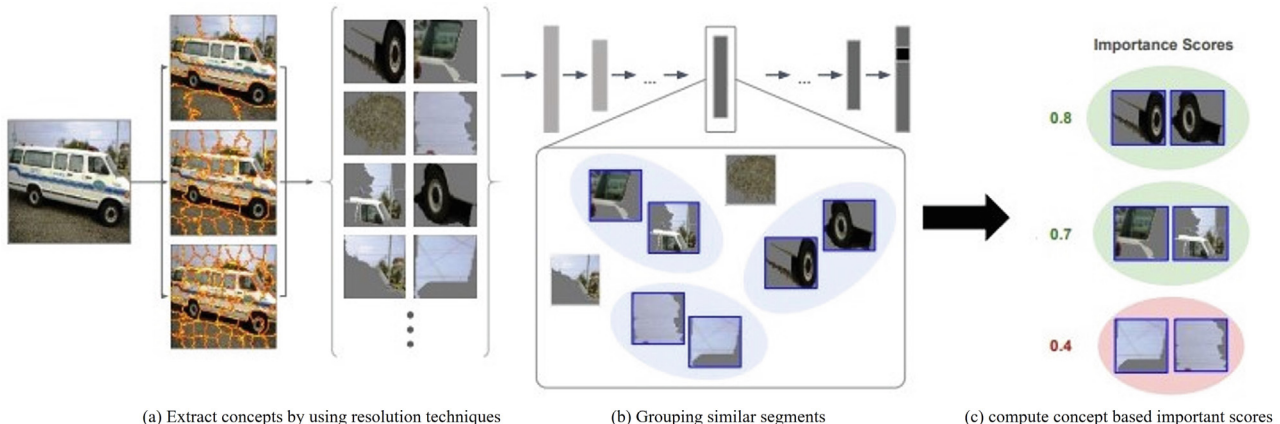 Importance Scores
0.8
0.7
0.4
... ...
(a) Extract concepts by using resolution techniques
(b) Grouping similar segments
(c) compute concept based important scores